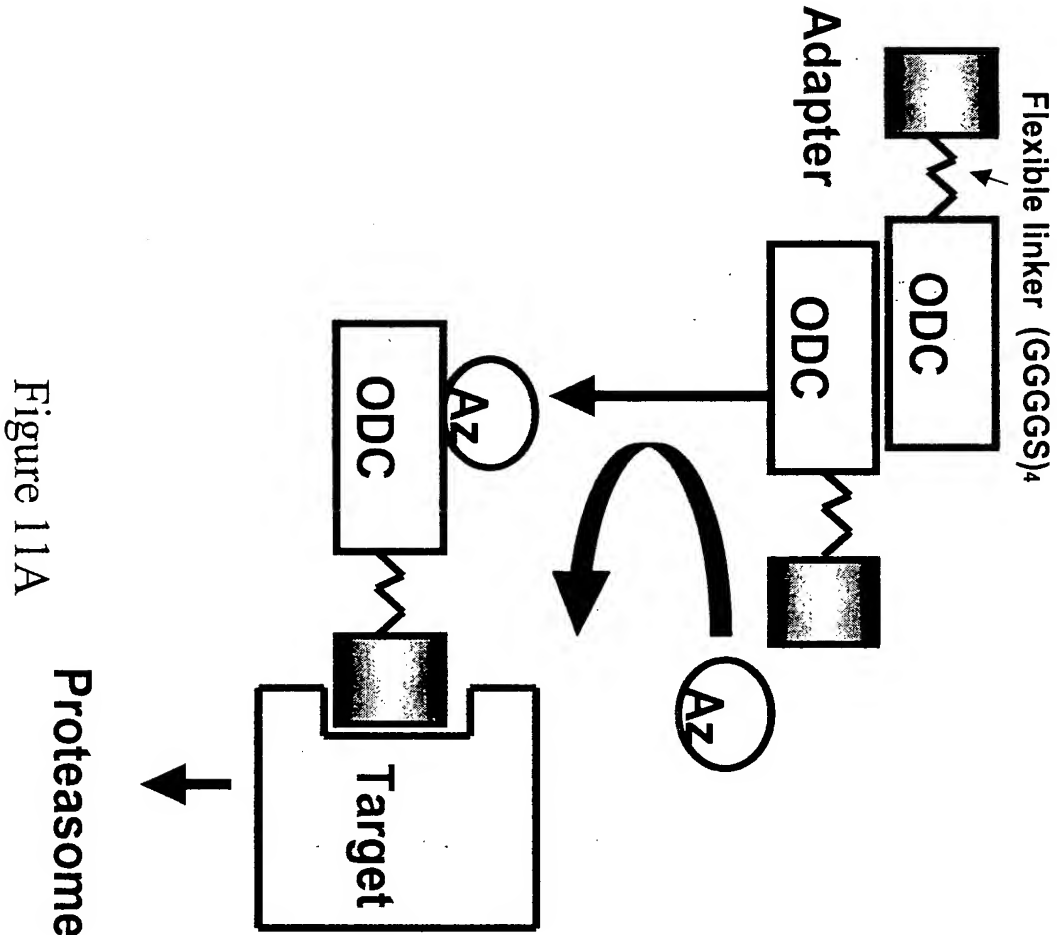 Flexible linker (GGGGS)4
ODC
Adapter
ODC
Az
Az
ODC
Target
Proteasome
Figure 11A